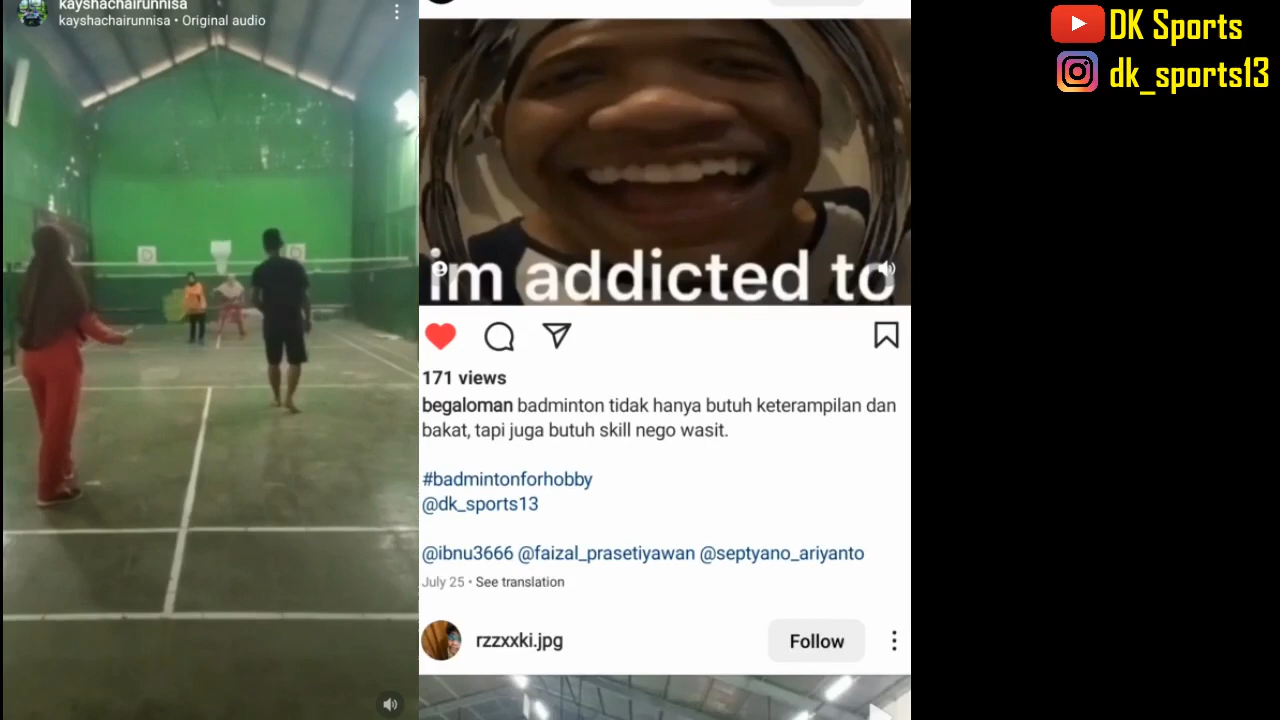 kayshachairunnisa
kayshachairunnisa • Original audio
im addicted to
171 views
begaloman badminton tidak hanya butuh keterampilan dan
bakat, tapi juga butuh skill nego wasit.
#badmintonforhobby
@dk_sports13
@ibnu3666 @faizal_prasetiyawan @septyano_ariyanto
July 25 • See translation
rzzxxki.jpg
Follow
DK Sports
dk_sports13